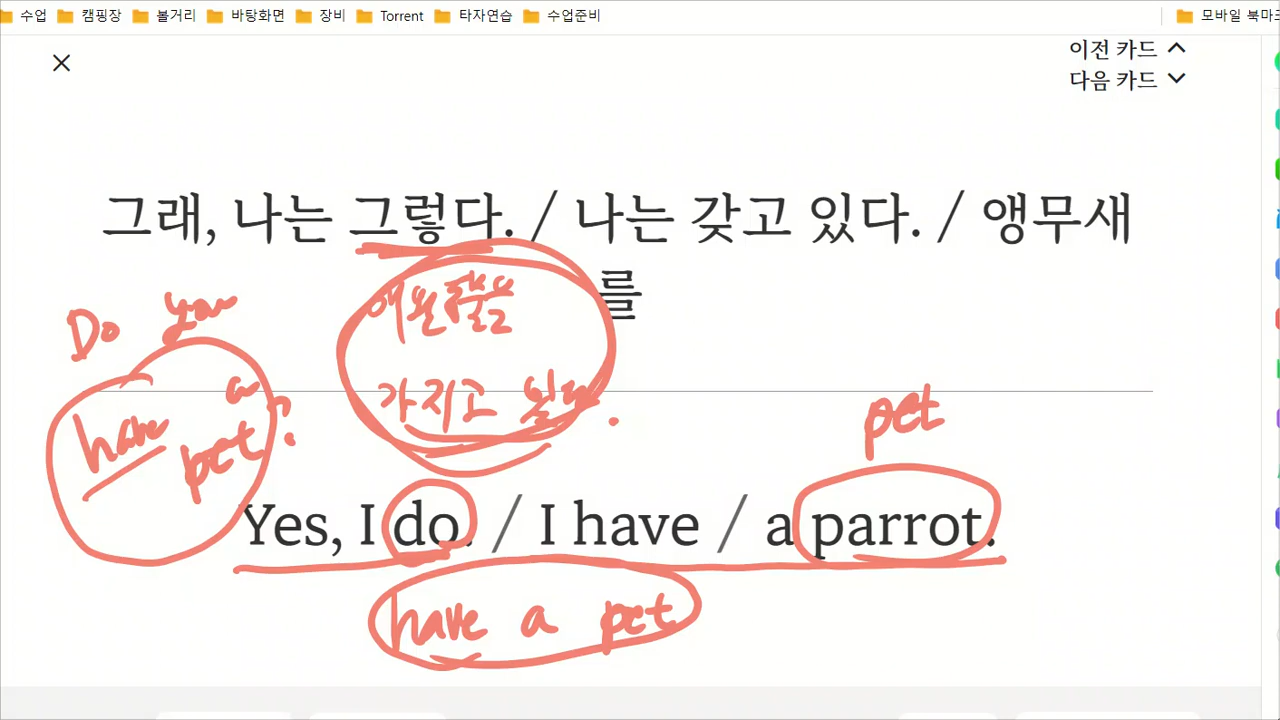 수업 캠핑장 볼거리 바탕화면 장비 Torrent 타자연습 수업준비 모바일 북마크
이전 카드
다음 카드
그래, 나는 그렇다. / 나는 갖고 있다. / 앵무새
를
애완동물을
가지고 있다.
Do you
have a
pet?
pet
Yes, I do. / I have / a parrot.
have a pet